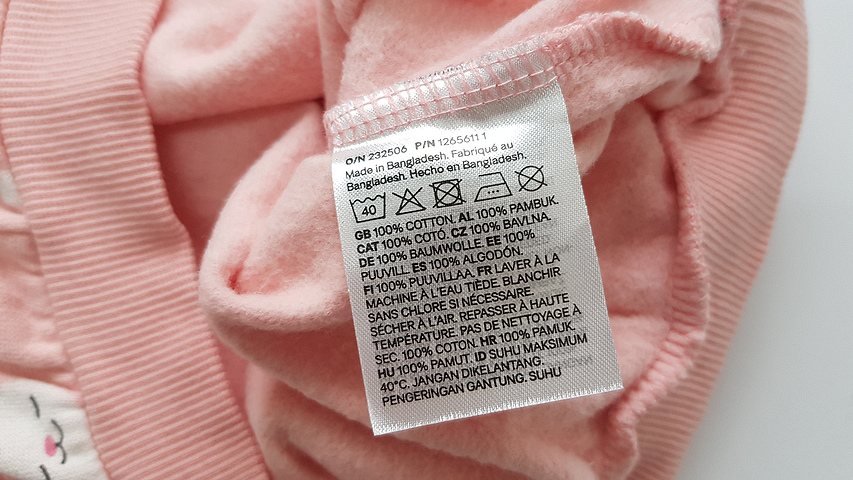 O/N 232506 P/N 1265611 1
Made in Bangladesh. Fabriqué au
Bangladesh. Hecho en Bangladesh.
40
GB 100% COTTON. AL 100% PAMBUK.
CAT 100% COTÓ. CZ 100% BAVLNA.
DE 100% BAUMWOLLE. EE 100%
PUUVILL. ES 100% ALGODÓN.
FI 100% PUUVILLAA. FR LAVER À LA
MACHINE À L'EAU TIÈDE. BLANCHIR
SANS CHLORE SI NÉCESSAIRE.
SÉCHER À L'AIR. REPASSER À HAUTE
TEMPÉRATURE. PAS DE NETTOYAGE À
SEC. 100% COTON. HR 100% PAMUK.
HU 100% PAMUT. ID SUHU MAKSIMUM
40°C. JANGAN DIKELANTANG.
PENGERINGAN GANTUNG. SUHU